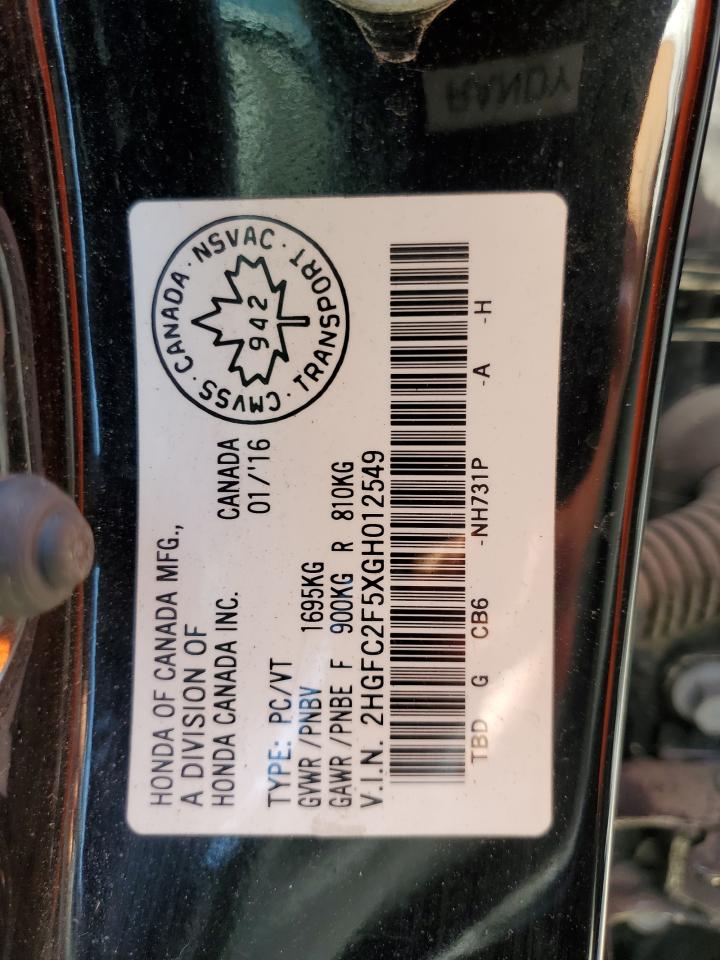 HONDA OF CANADA MFG.,
A DIVISION OF
HONDA CANADA INC.
CANADA
01/'16
TYPE: PC/VT
GVWR /PNBV 1695KG
GAWR /PNBE F 900KG R 810KG
V.I.N. 2HGFC2F5XGH012549
TBD G CB6 -NH731P -A -H
CMVSS · CANADA · NSVAC · TRANSPORT ·
942
RANDY